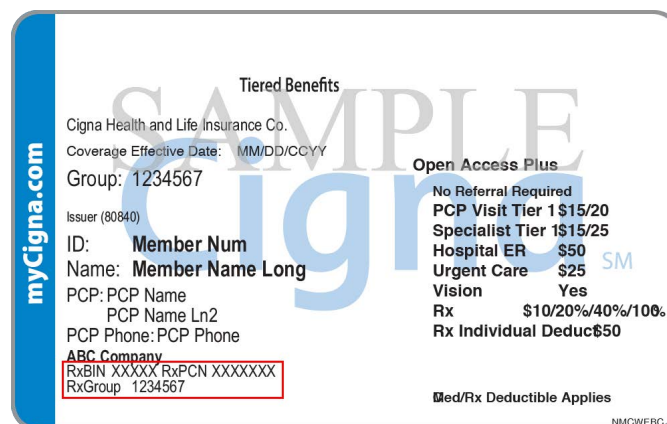 myCigna.com
SAMPLE
Cigna
SM
Tiered Benefits
Cigna Health and Life Insurance Co.
Coverage Effective Date: MM/DD/CCYY
Group: 1234567
Issuer (80840)
ID: Member Num
Name: Member Name Long
PCP: PCP Name
PCP Name Ln2
PCP Phone: PCP Phone
ABC Company
RxBIN XXXXX RxPCN XXXXXXX
RxGroup 1234567
Open Access Plus
No Referral Required
PCP Visit Tier 1 $15/20
Specialist Tier 1 $15/25
Hospital ER $50
Urgent Care $25
Vision Yes
Rx $10/20%/40%/100%
Rx Individual Deduct $50
Med/Rx Deductible Applies